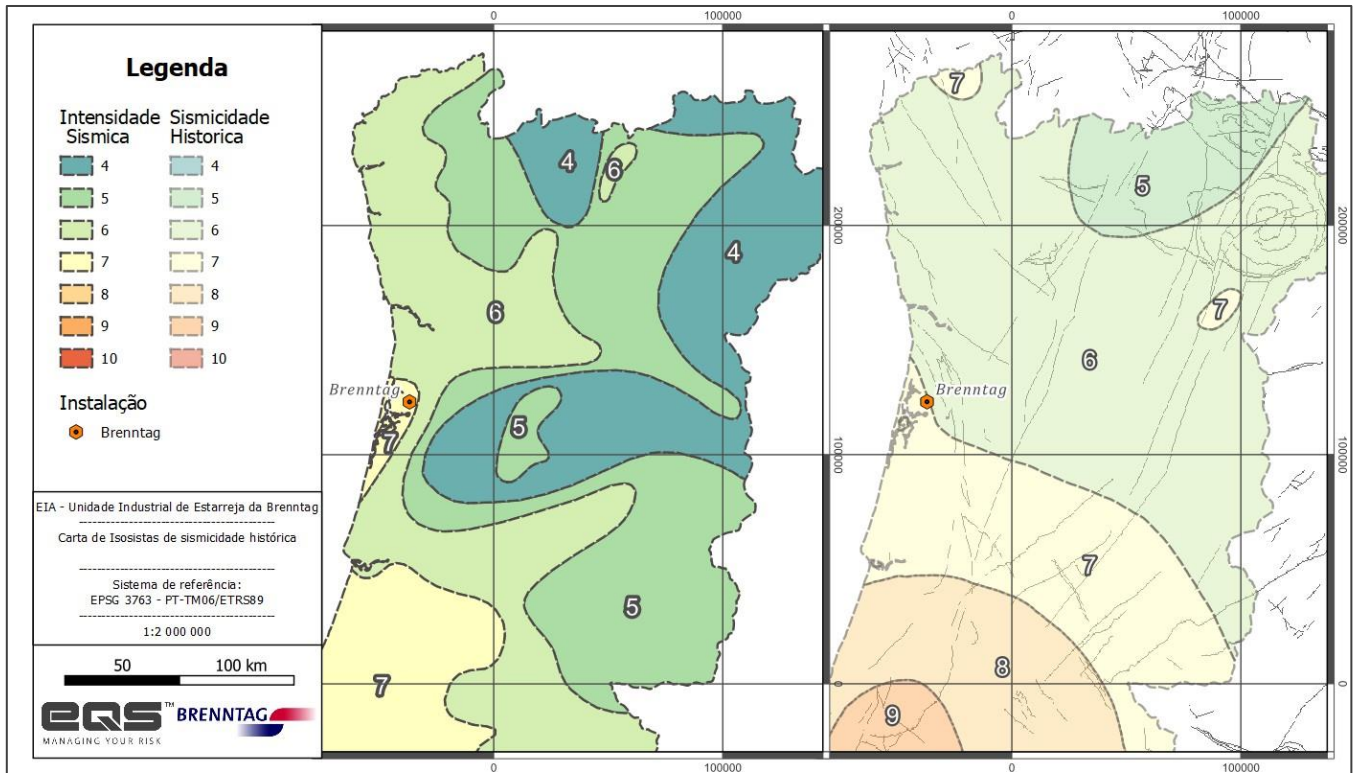 Legenda
Intensidade
Sismica
Sismicidade
Historica
4 4
5 5
6 6
7 7
8 8
9 9
10 10
Instalação
Brenntag
EIA - Unidade Industrial de Estarreja da Brenntag
Carta de Isosistas de sismicidade histórica
Sistema de referência:
EPSG 3763 - PT-TM06/ETRS89
1:2 000 000
50 100 km
EQS™
MANAGING YOUR RISK
BRENNTAG
0 100000 0 100000
4
6
4
6
5
7
Brenntag
5
7
7
5
200000
100000
0
7
5
7
6
Brenntag
7
8
9
200000
100000
0
0 100000 0 100000